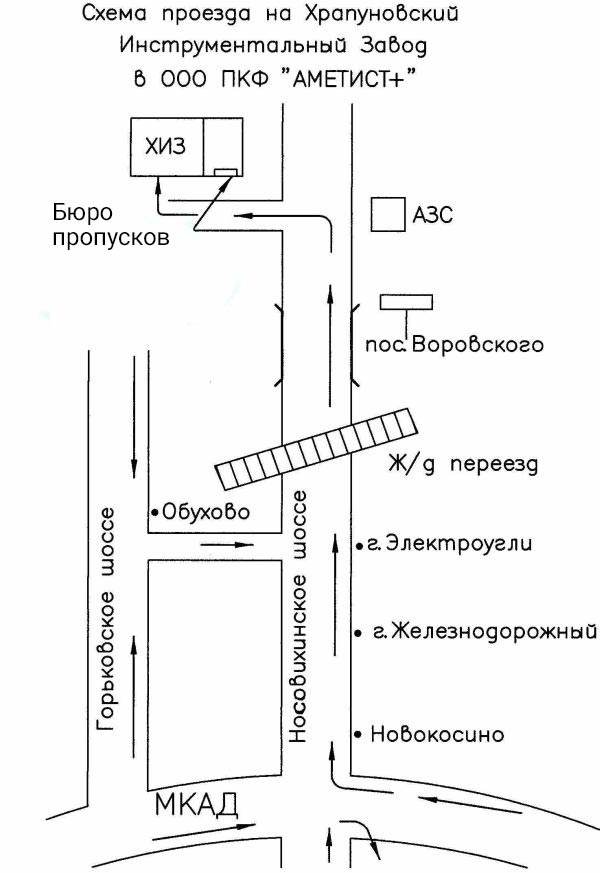 Схема проезда на Храпуновский
Инструментальный Завод
в ООО ПКФ "АМЕТИСТ+"
ХИЗ
Бюро
пропусков
АЗС
пос. Воровского
Ж/д переезд
Обухово
Горьковское шоссе
Носовихинское шоссе
г. Электроугли
г. Железнодорожный
Новокосино
МКАД